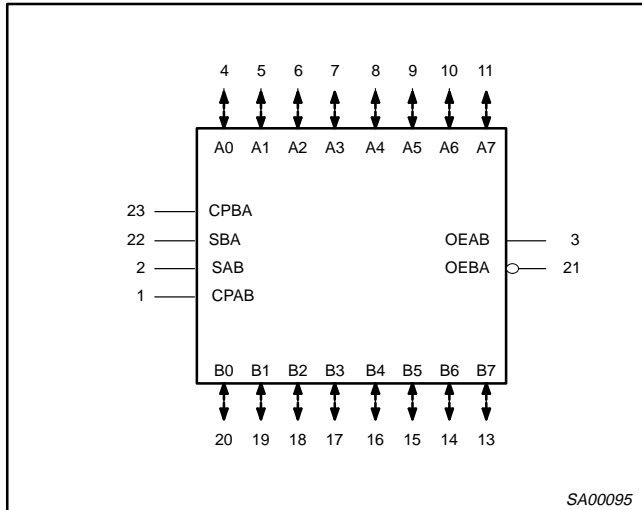 4 5 6 7 8 9 10 11
A0 A1 A2 A3 A4 A5 A6 A7
23 CPBA
22 SBA OEAB 3
2 SAB OEBA 21
1 CPAB
B0 B1 B2 B3 B4 B5 B6 B7
20 19 18 17 16 15 14 13
SA00095